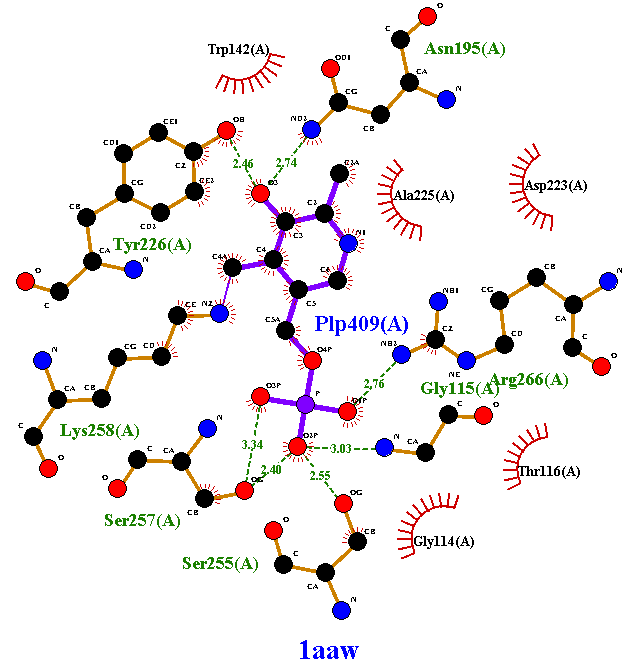 O
C
Asn195(A)
Trp142(A)
OD1
CA
CG
N
ND2
CB
OH
CE1
CZ
CD1
2.46
2.74
C2A
CE2
CG
O3
Asp223(A)
Ala225(A)
CB
CD2
C2
C3
Tyr226(A)
N1
CA
N
C4
C4A
C6
O
C
C5
CB
N
NH1
CG
CE
NZ
CA
C5A
Plp409(A)
CZ
CD
CG
CD
O4P
NH2
C
N
NE
Arg266(A)
O
2.76
Gly115(A)
CA
CB
O3P
P
O1P
C
O
Lys258(A)
N
C
O2P
3.34
3.03
N
CA
O
C
CA
2.40
2.55
Thr116(A)
O
OG
CB
OG
Ser257(A)
O
CB
Gly114(A)
Ser255(A)
C
CA
N
1aaw